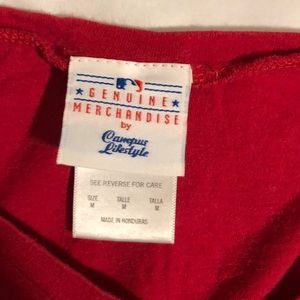 GENUINE
MERCHANDISE
by
Campus
Lifestyle
SEE REVERSE FOR CARE
SIZE TALLE TALLA
M M M
MADE IN HONDURAS